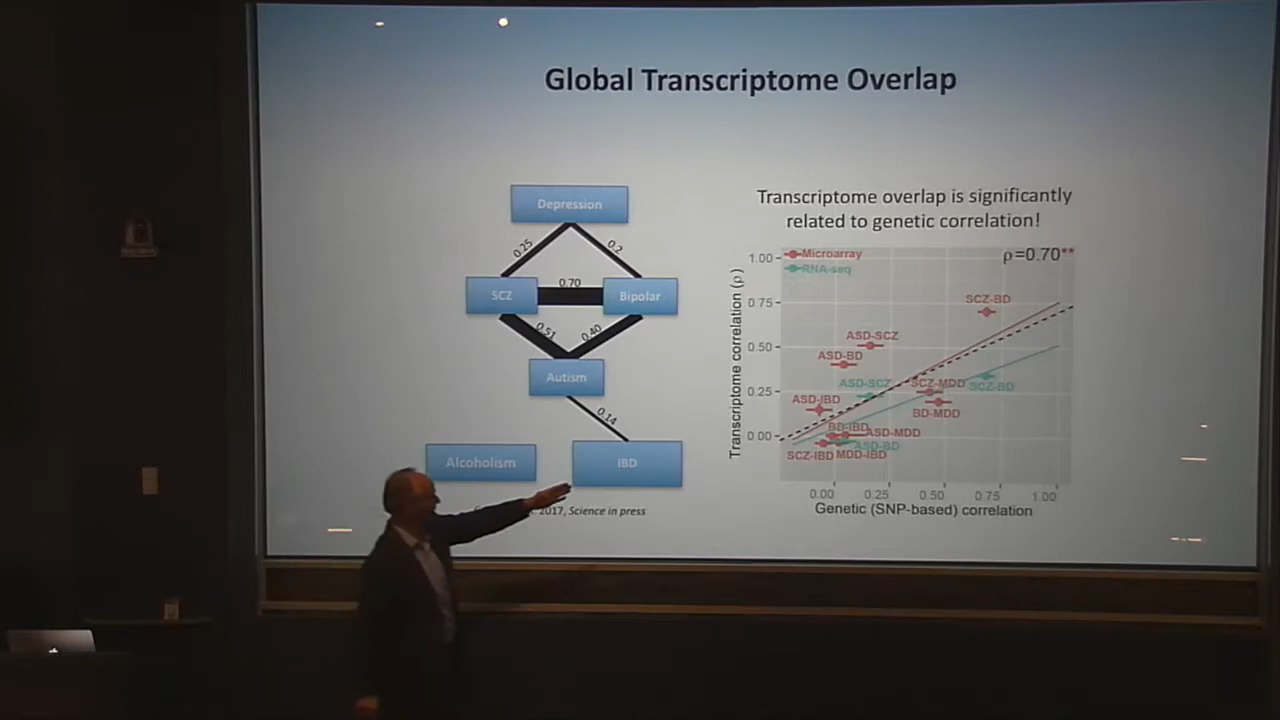 Global Transcriptome Overlap
Depression
0.25
0.2
SCZ
0.70
Bipolar
0.51
0.40
Autism
0.14
Alcoholism
IBD
2017, Science in press
Transcriptome overlap is significantly
related to genetic correlation!
Microarray
RNA-seq
ρ=0.70**
1.00
0.75
0.50
0.25
0.00
Transcriptome correlation (ρ)
SCZ-BD
ASD-SCZ
ASD-BD
ASD-SCZ
SCZ-MDD
SCZ-BD
ASD-IBD
BD-MDD
BD-IBD
ASD-MDD
ASD-BD
SCZ-IBD
MDD-IBD
0.00
0.25
0.50
0.75
1.00
Genetic (SNP-based) correlation